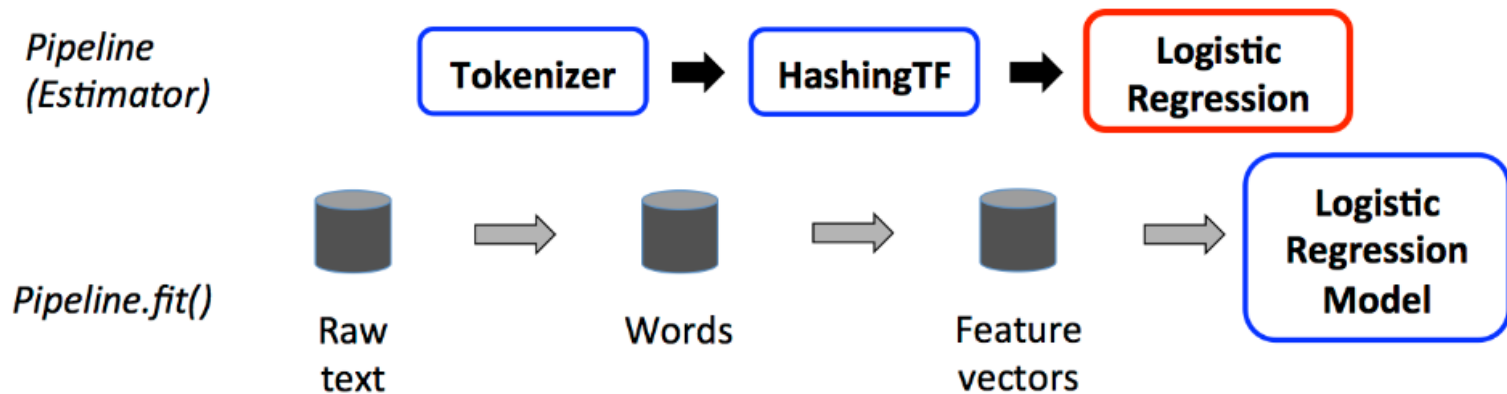 Pipeline
(Estimator)
Tokenizer
HashingTF
Logistic
Regression
Pipeline.fit()
Raw
text
Words
Feature
vectors
Logistic
Regression
Model